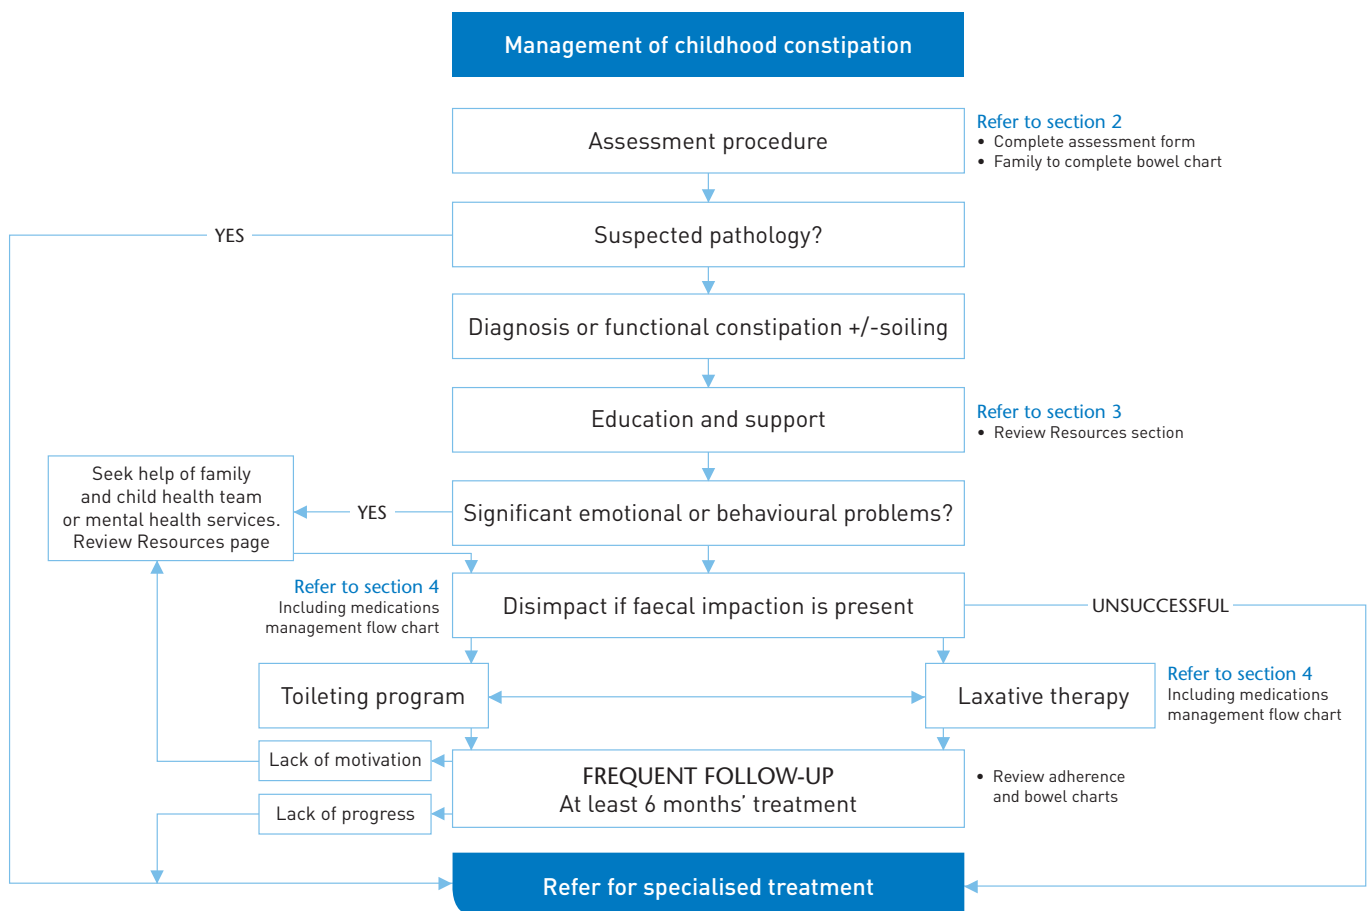 Management of childhood constipation
Assessment procedure
Refer to section 2
• Complete assessment form
• Family to complete bowel chart
YES
Suspected pathology?
Diagnosis or functional constipation +/-soiling
Education and support
Refer to section 3
• Review Resources section
Seek help of family
and child health team
or mental health services.
Review Resources page
YES
Significant emotional or behavioural problems?
Refer to section 4
Including medications
management flow chart
Disimpact if faecal impaction is present
UNSUCCESSFUL
Toileting program
Laxative therapy
Refer to section 4
Including medications
management flow chart
Lack of motivation
FREQUENT FOLLOW-UP
At least 6 months’ treatment
• Review adherence
and bowel charts
Lack of progress
Refer for specialised treatment